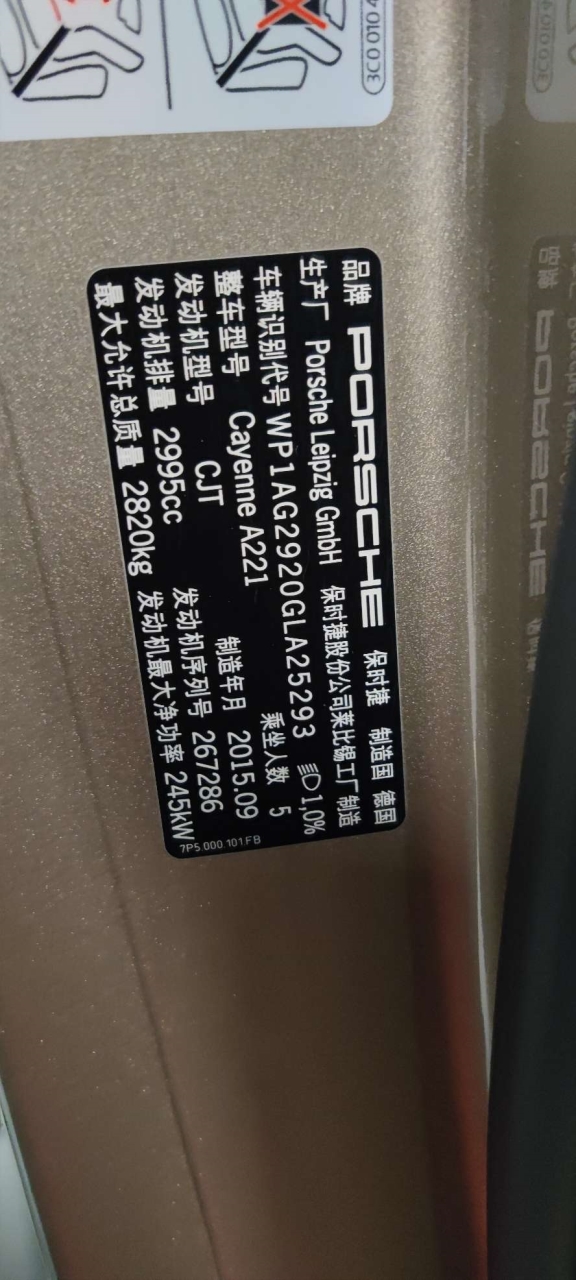 3C0 010 4
品牌 PORSCHE 保时捷 制造国 德国
生产厂 Porsche Leipzig GmbH 保时捷股份公司莱比锡工厂制造
车辆识别代号 WP1AG2920GLA25293 1,0%
整车型号 Cayenne A221 乘坐人数 5
发动机型号 CJT 制造年月 2015.09
发动机排量 2995cc 发动机序列号 267286
最大允许总质量 2820kg 发动机最大净功率 245kW
7P5.000.101.FB